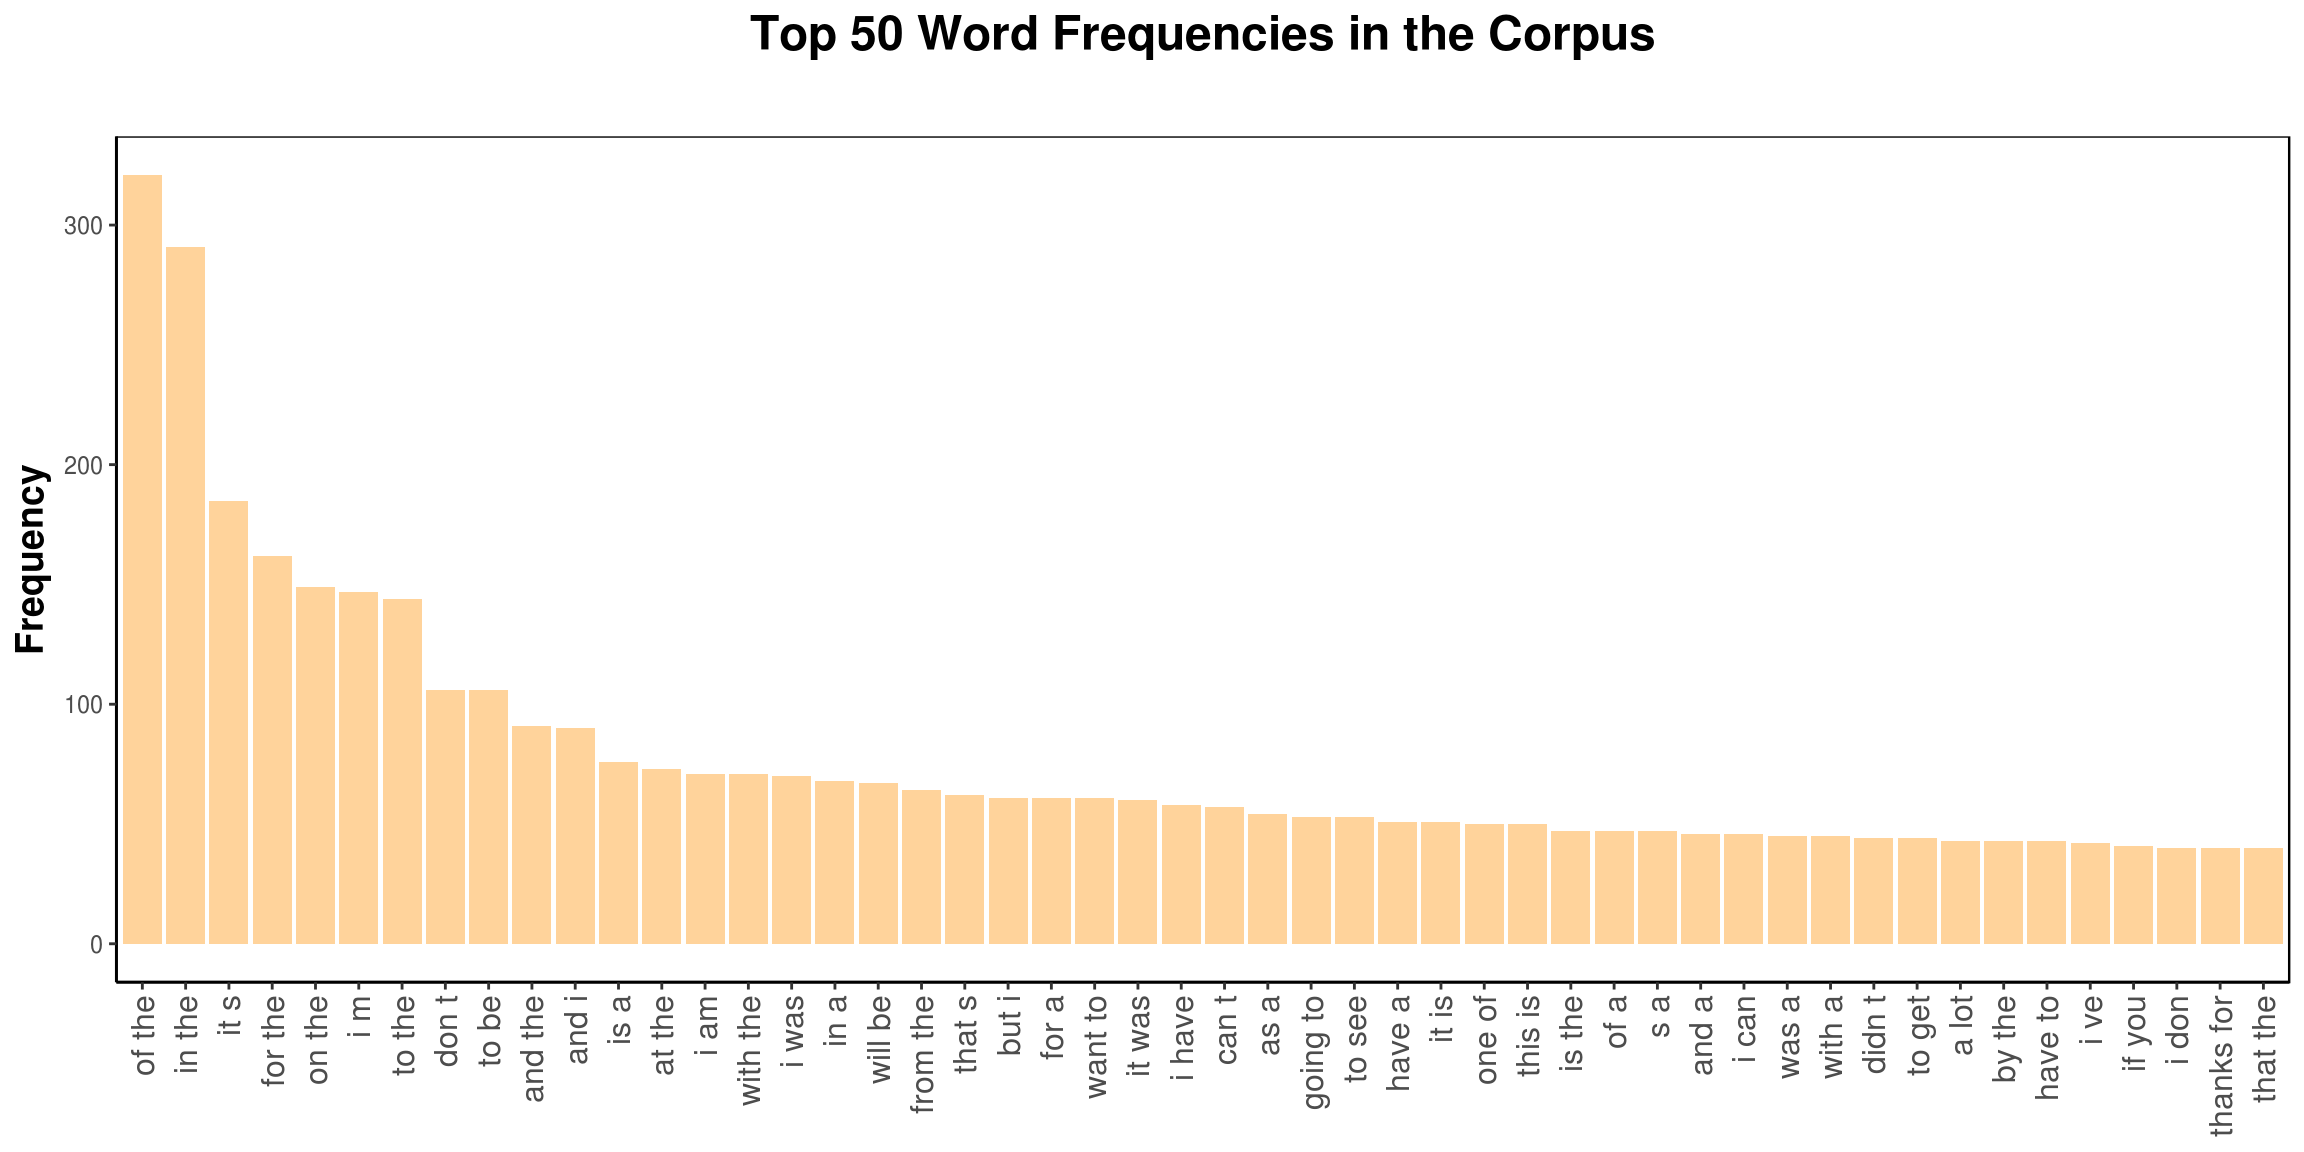 Top 50 Word Frequencies in the Corpus
Frequency
300
200
100
0
of the
in the
it s
for the
on the
i m
to the
don t
to be
and the
and i
is a
at the
i am
with the
i was
in a
will be
from the
that s
but i
for a
want to
it was
i have
can t
as a
going to
to see
have a
it is
one of
this is
is the
of a
s a
and a
i can
was a
with a
didn t
to get
a lot
by the
have to
i ve
if you
i don
thanks for
that the